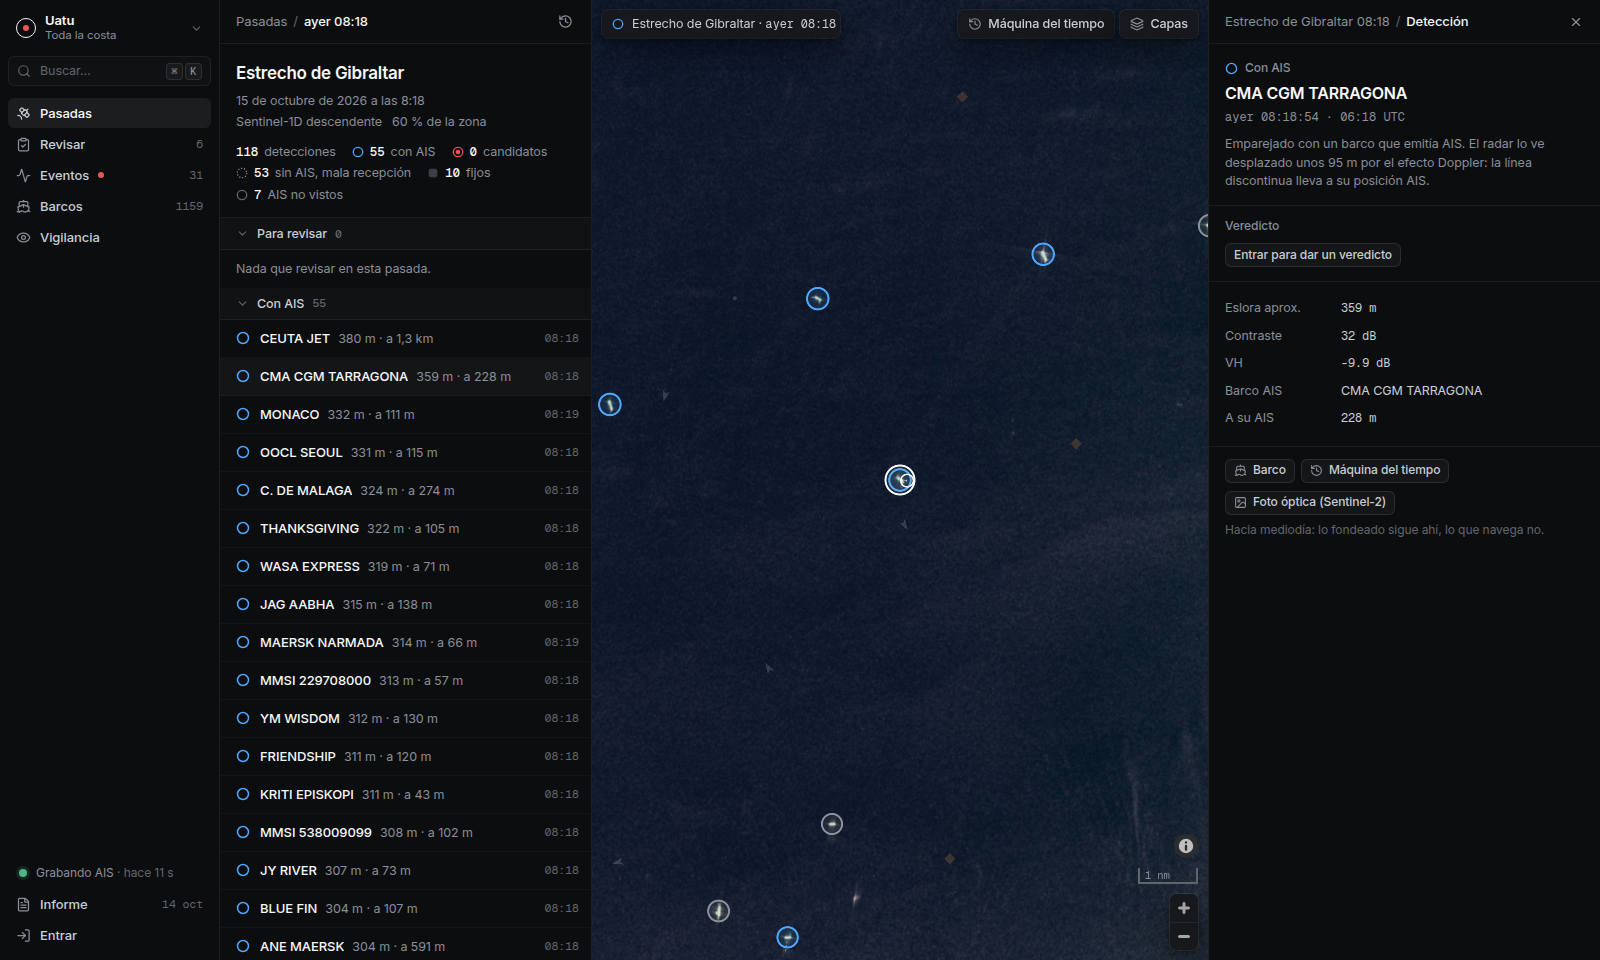 Uatu
Toda la costa
Buscar...
⌘ K
Pasadas
Revisar 6
Eventos 31
Barcos 1159
Vigilancia
Grabando AIS · hace 11 s
Informe 14 oct
Entrar
Pasadas / ayer 08:18
Estrecho de Gibraltar
15 de octubre de 2026 a las 8:18
Sentinel-1D descendente 60 % de la zona
118 detecciones 55 con AIS 0 candidatos
53 sin AIS, mala recepción 10 fijos
7 AIS no vistos
Para revisar 0
Nada que revisar en esta pasada.
Con AIS 55
CEUTA JET 380 m · a 1,3 km 08:18
CMA CGM TARRAGONA 359 m · a 228 m 08:18
MONACO 332 m · a 111 m 08:19
OOCL SEOUL 331 m · a 115 m 08:18
C. DE MALAGA 324 m · a 274 m 08:18
THANKSGIVING 322 m · a 105 m 08:18
WASA EXPRESS 319 m · a 71 m 08:18
JAG AABHA 315 m · a 138 m 08:18
MAERSK NARMADA 314 m · a 66 m 08:19
MMSI 229708000 313 m · a 57 m 08:18
YM WISDOM 312 m · a 130 m 08:18
FRIENDSHIP 311 m · a 120 m 08:18
KRITI EPISKOPI 311 m · a 43 m 08:18
MMSI 538009099 308 m · a 102 m 08:18
JY RIVER 307 m · a 73 m 08:18
BLUE FIN 304 m · a 107 m 08:18
ANE MAERSK 304 m · a 591 m 08:18
Estrecho de Gibraltar · ayer 08:18
Máquina del tiempo
Capas
1 nm
Estrecho de Gibraltar 08:18 / Detección
Con AIS
CMA CGM TARRAGONA
ayer 08:18:54 · 06:18 UTC
Emparejado con un barco que emitía AIS. El radar lo ve
desplazado unos 95 m por el efecto Doppler: la línea
discontinua lleva a su posición AIS.
Veredicto
Entrar para dar un veredicto
Eslora aprox. 359 m
Contraste 32 dB
VH -9.9 dB
Barco AIS CMA CGM TARRAGONA
A su AIS 228 m
Barco
Máquina del tiempo
Foto óptica (Sentinel-2)
Hacia mediodía: lo fondeado sigue ahí, lo que navega no.